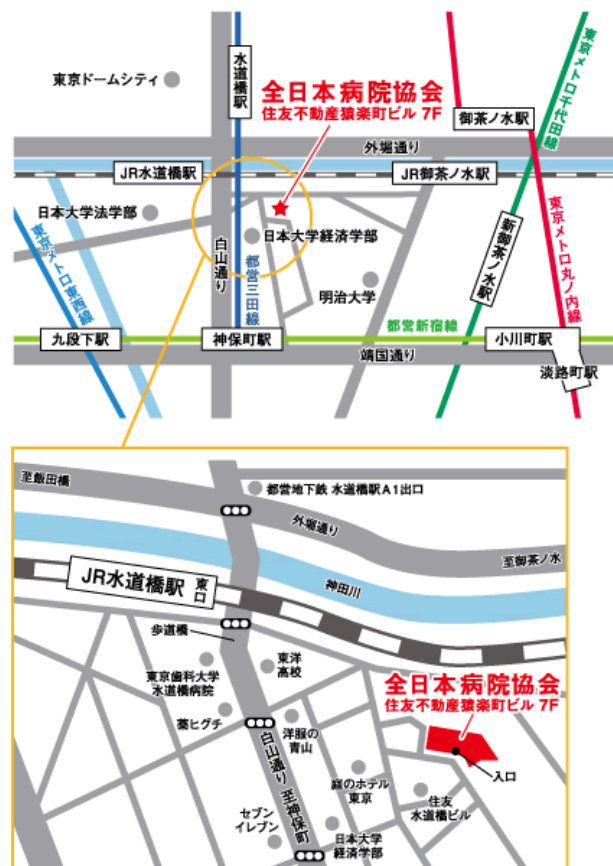 東京ドームシティ
水道橋駅
全日本病院協会
住友不動産猿楽町ビル 7F
御茶ノ水駅
東京メトロ千代田線
外堀通り
JR水道橋駅
JR御茶ノ水駅
日本大学法学部
白山通り
日本大学経済学部
都営三田線
明治大学
新御茶ノ水駅
東京メトロ丸ノ内線
東京メトロ東西線
都営新宿線
九段下駅
神保町駅
小川町駅
靖国通り
淡路町駅
至飯田橋
都営地下鉄 水道橋駅A1出口
外堀通り
至御茶ノ水
JR水道橋駅 東口
神田川
歩道橋
東京歯科大学
水道橋病院
東洋
高校
全日本病院協会
住友不動産猿楽町ビル 7F
薬ヒグチ
洋服の
青山
入口
白山通り 至神保町
庭のホテル
東京
住友
水道橋ビル
セブン
イレブン
日本大学
経済学部